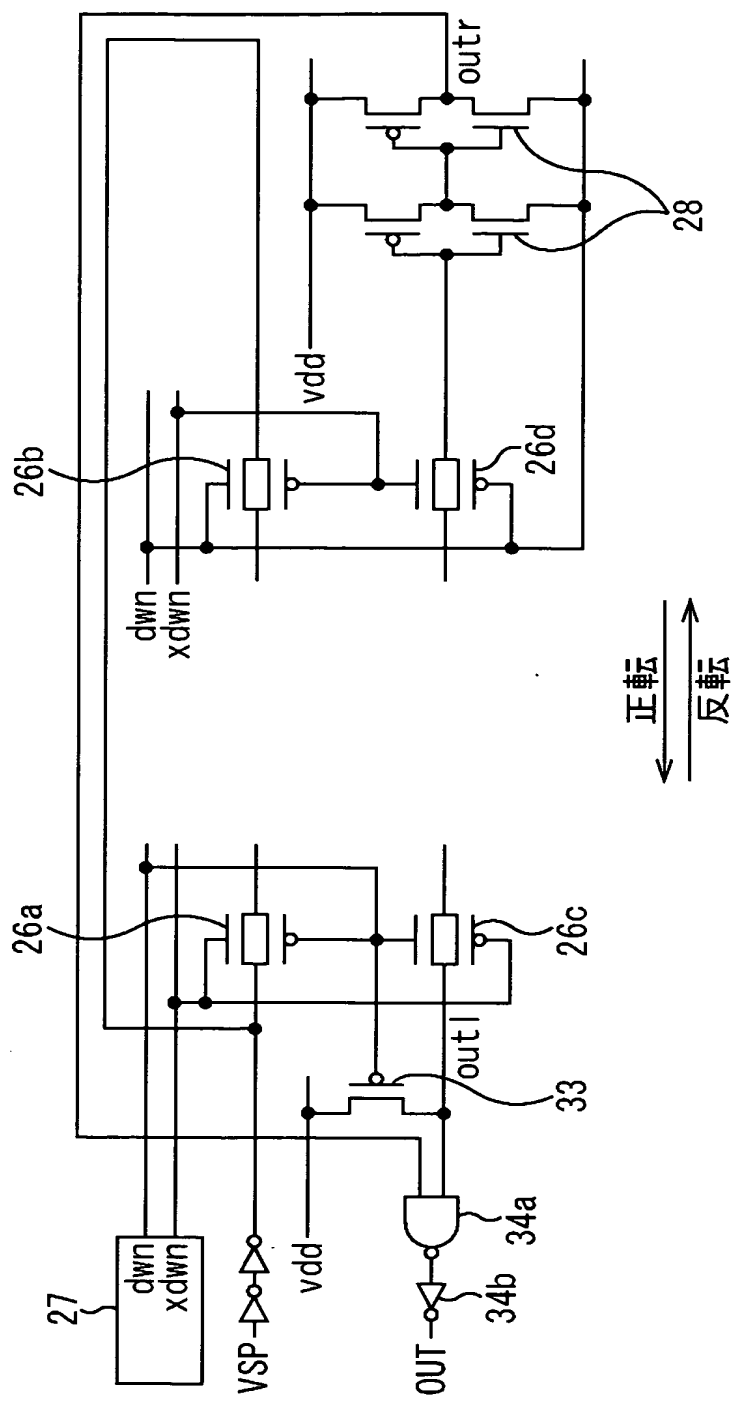 27
dwn
xdwn
VSP
vdd
OUT
34b
34a
33
outl
26a
26c
正転
反転
dwn
xdwn
26b
26d
vdd
28
outr